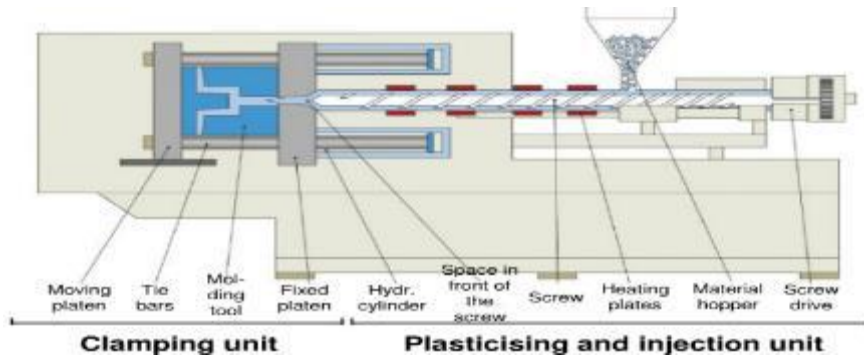 Moving
platen
Tie
bars
Mol-
ding
tool
Fixed
platen
Hydr.
cylinder
Space in
front of
the
screw
Screw
Heating
plates
Material
hopper
Screw
drive
Clamping unit
Plasticising and injection unit